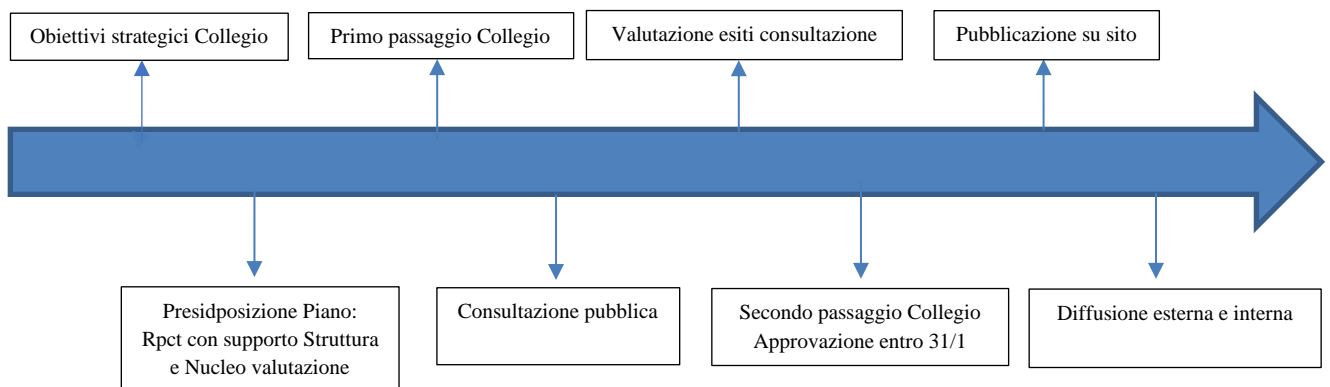 Obiettivi strategici Collegio
Primo passaggio Collegio
Valutazione esiti consultazione
Pubblicazione su sito
Presidposizione Piano:
Rpct con supporto Struttura
e Nucleo valutazione
Consultazione pubblica
Secondo passaggio Collegio
Approvazione entro 31/1
Diffusione esterna e interna